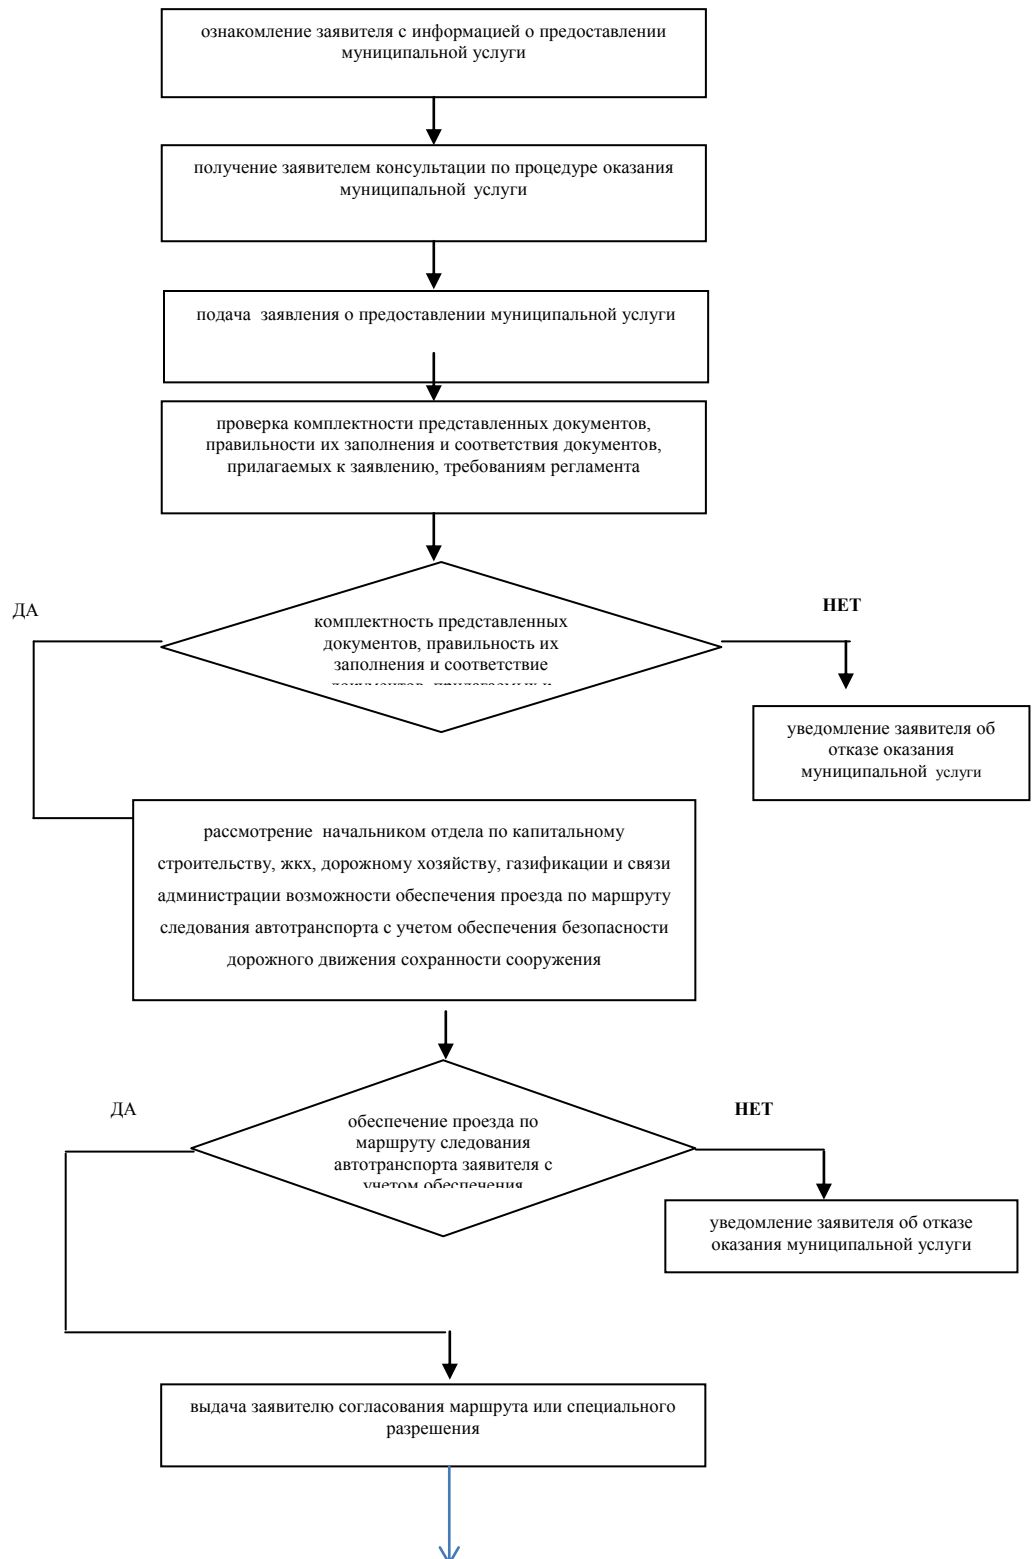 ознакомление заявителя с информацией о предоставлении
муниципальной услуги
получение заявителем консультации по процедуре оказания
муниципальной услуги
подача заявления о предоставлении муниципальной услуги
проверка комплектности представленных документов,
правильности их заполнения и соответствия документов,
прилагаемых к заявлению, требованиям регламента
ДА
НЕТ
комплектность представленных
документов, правильность их
заполнения и соответствие
документов, прилагаемых к
уведомление заявителя об
отказе оказания
муниципальной услуги
рассмотрение начальником отдела по капитальному
строительству, жкх, дорожному хозяйству, газификации и связи
администрации возможности обеспечения проезда по маршруту
следования автотранспорта с учетом обеспечения безопасности
дорожного движения сохранности сооружения
ДА
НЕТ
обеспечение проезда по
маршруту следования
автотранспорта заявителя с
учетом обеспечения
уведомление заявителя об отказе
оказания муниципальной услуги
выдача заявителю согласования маршрута или специального
разрешения